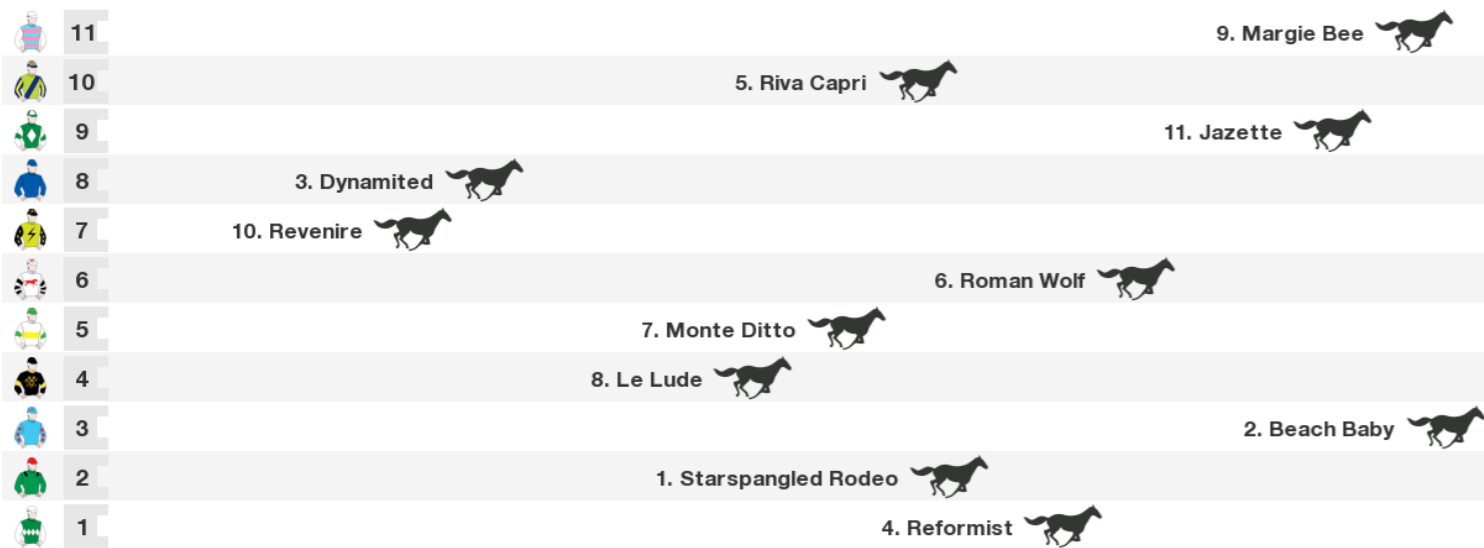 11 9. Margie Bee
10 5. Riva Capri
9 11. Jazette
8 3. Dynamited
7 10. Revenire
6 6. Roman Wolf
5 7. Monte Ditto
4 8. Le Lude
3 2. Beach Baby
2 1. Starspangled Rodeo
1 4. Reformist